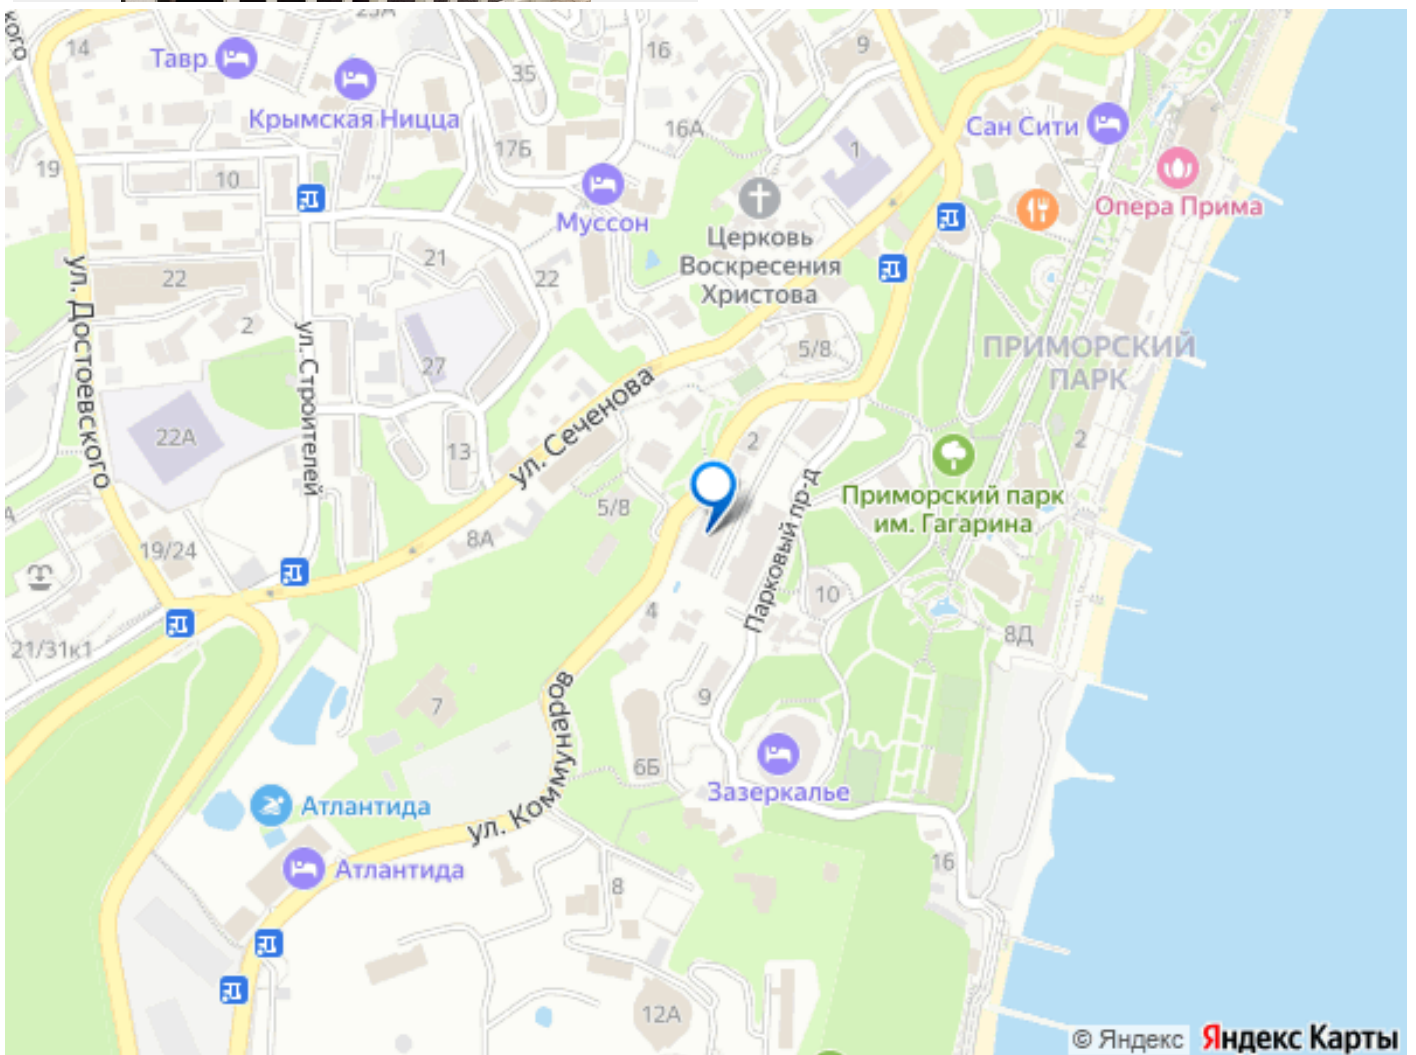 кого
14
Тавр
23А
16
9
35
Крымская Ницца
16А
Сан Сити
17Б
1
19
10
Муссон
Опера Прима
Церковь
Воскресения
Христова
ул. Достоевского
22
21
22
2
ул. Строителей
27
5/8
ПРИМОРСКИЙ
ПАРК
ул. Сеченова
22А
13
2
2
Приморский парк
им. Гагарина
Парковый пр-д
5/8
8А
19/24
10
4
8Д
21/31к1
7
9
ул. Коммунаров
6Б
Зазеркалье
Атлантида
Атлантида
16
8
12А
© Яндекс Яндекс Карты